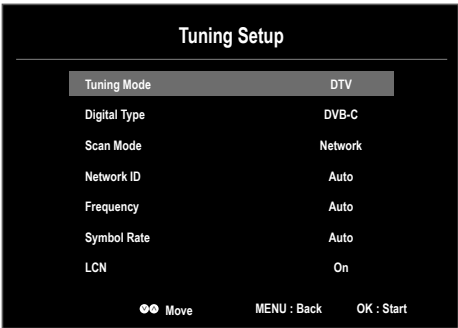 Tuning Setup
Tuning Mode DTV
Digital Type DVB-C
Scan Mode Network
Network ID Auto
Frequency Auto
Symbol Rate Auto
LCN On
Move MENU : Back OK : Start